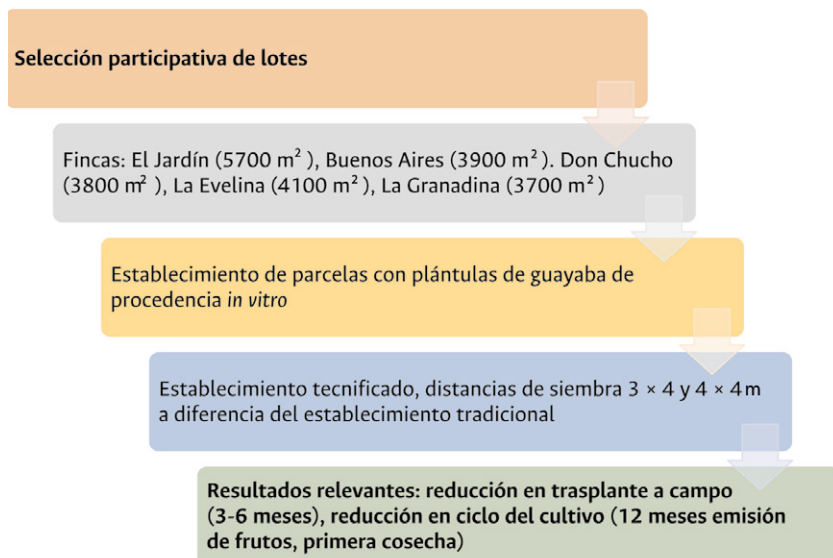 Selección participativa de lotes
Fincas: El Jardín (5700 m²), Buenos Aires (3900 m²). Don Chucho
(3800 m²), La Evelina (4100 m²), La Granadina (3700 m²)
Establecimiento de parcelas con plántulas de guayaba de
procedencia in vitro
Establecimiento tecnificado, distancias de siembra 3 × 4 y 4 × 4 m
a diferencia del establecimiento tradicional
Resultados relevantes: reducción en trasplante a campo
(3-6 meses), reducción en ciclo del cultivo (12 meses emisión
de frutos, primera cosecha)